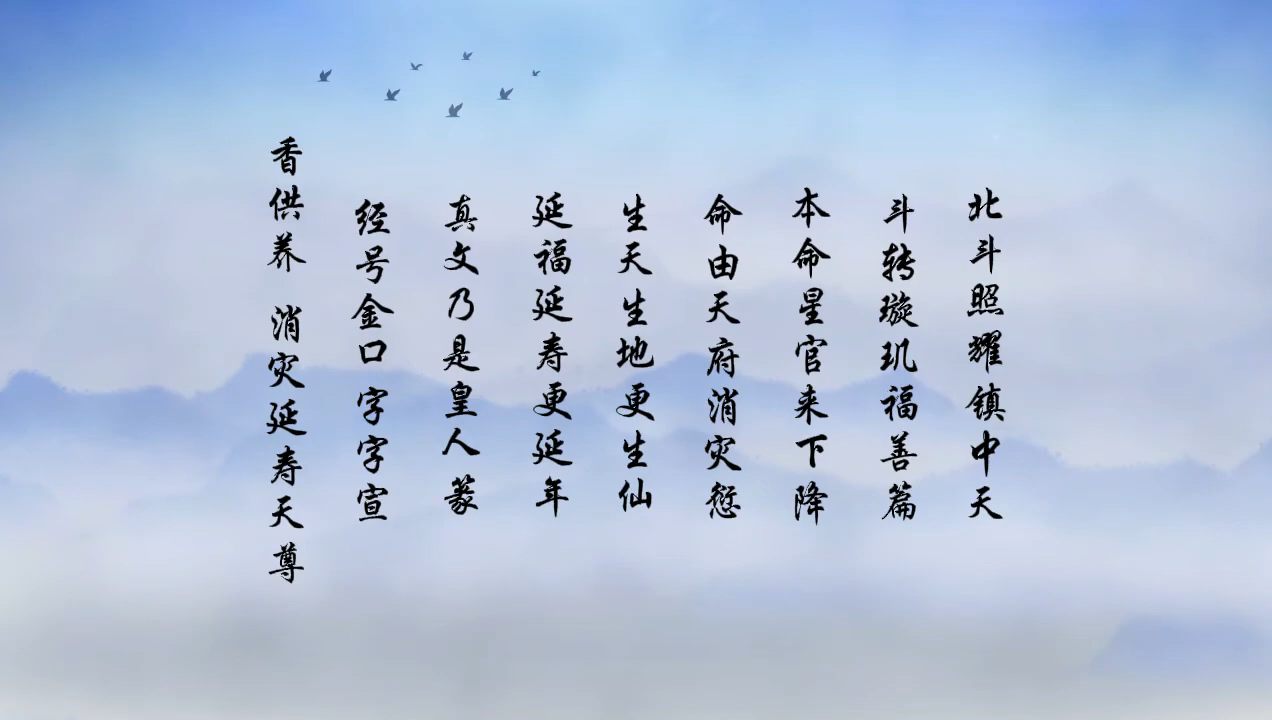 北斗照耀镇中天
斗转璇玑福善篇
本命星官来下降
命由天府消灾愆
生天生地更生仙
延福延寿更延年
真文乃是皇人篆
经号金口字字宣
香供养 消灾延寿天尊